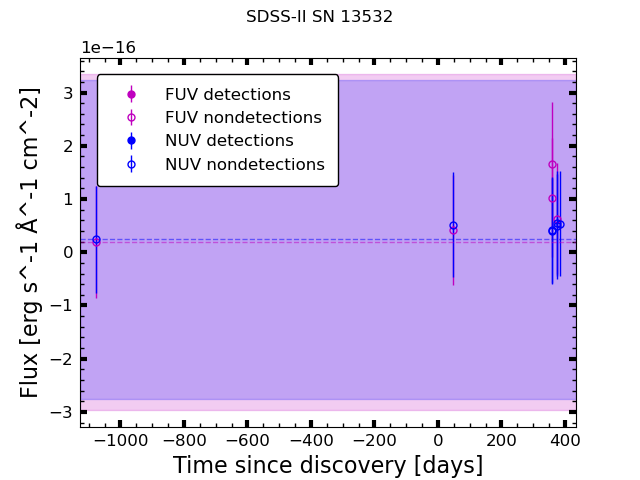 SDSS-II SN 13532
1e−16
FUV detections
FUV nondetections
NUV detections
NUV nondetections
3
2
1
0
−1
−2
−3
Flux [erg s^-1 Å^-1 cm^-2]
−1000 −800 −600 −400 −200 0 200 400
Time since discovery [days]